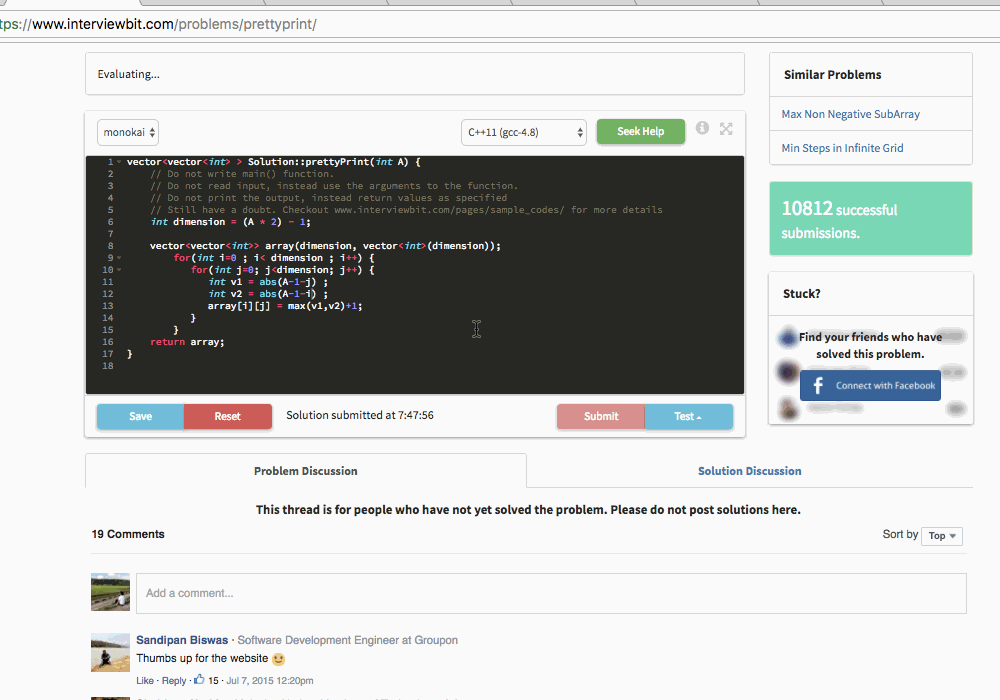 tps://www.interviewbit.com/problems/prettyprint/
Evaluating...
monokai
C++11 (gcc-4.8)
Seek Help
1 vector<vector<int> > Solution::prettyPrint(int A) {
2 // Do not write main() function.
3 // Do not read input, instead use the arguments to the function.
4 // Do not print the output, instead return values as specified
5 // Still have a doubt. Checkout www.interviewbit.com/pages/sample_codes/ for more details
6 int dimension = (A * 2) - 1;
7
8 vector<vector<int>> array(dimension, vector<int>(dimension));
9 for(int i=0 ; i< dimension ; i++) {
10 for(int j=0; j<dimension; j++) {
11 int v1 = abs(A-1-j) ;
12 int v2 = abs(A-1-i) ;
13 array[i][j] = max(v1,v2)+1;
14 }
15 }
16 return array;
17 }
18
Save
Reset
Solution submitted at 7:47:56
Submit
Test
Similar Problems
Max Non Negative SubArray
Min Steps in Infinite Grid
10812 successful
submissions.
Stuck?
Find your friends who have
solved this problem.
f Connect with Facebook
Problem Discussion
Solution Discussion
This thread is for people who have not yet solved the problem. Please do not post solutions here.
19 Comments
Sort by Top
Add a comment...
Sandipan Biswas · Software Development Engineer at Groupon
Thumbs up for the website
Like · Reply · 15 · Jul 7, 2015 12:20pm